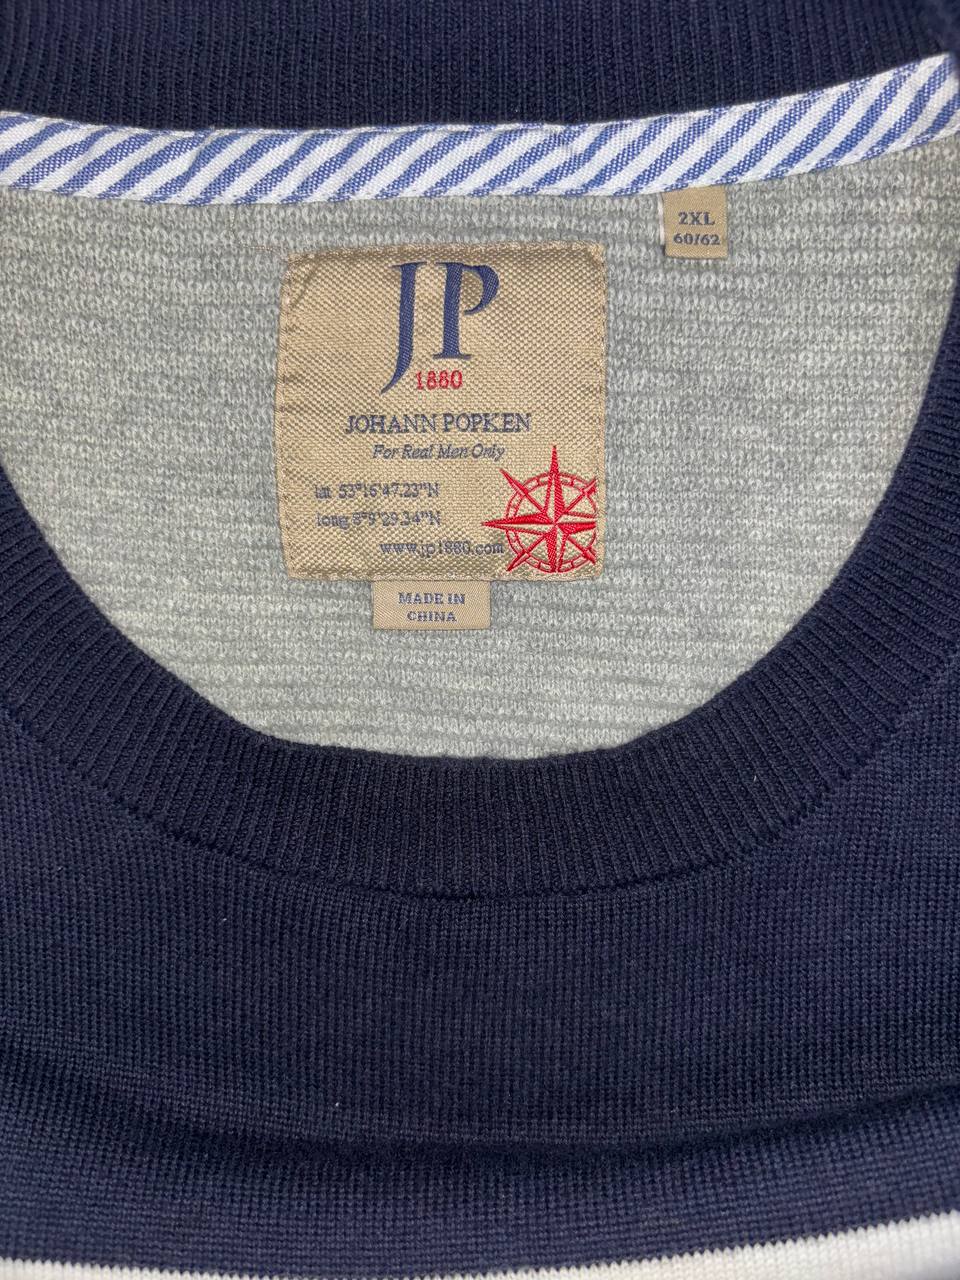 2XL
60/62
JP
1880
JOHANN POPKEN
For Real Men Only
lat 53°16'47.23"N
long 8°9'29.34"N
www.jp1880.com
MADE IN
CHINA